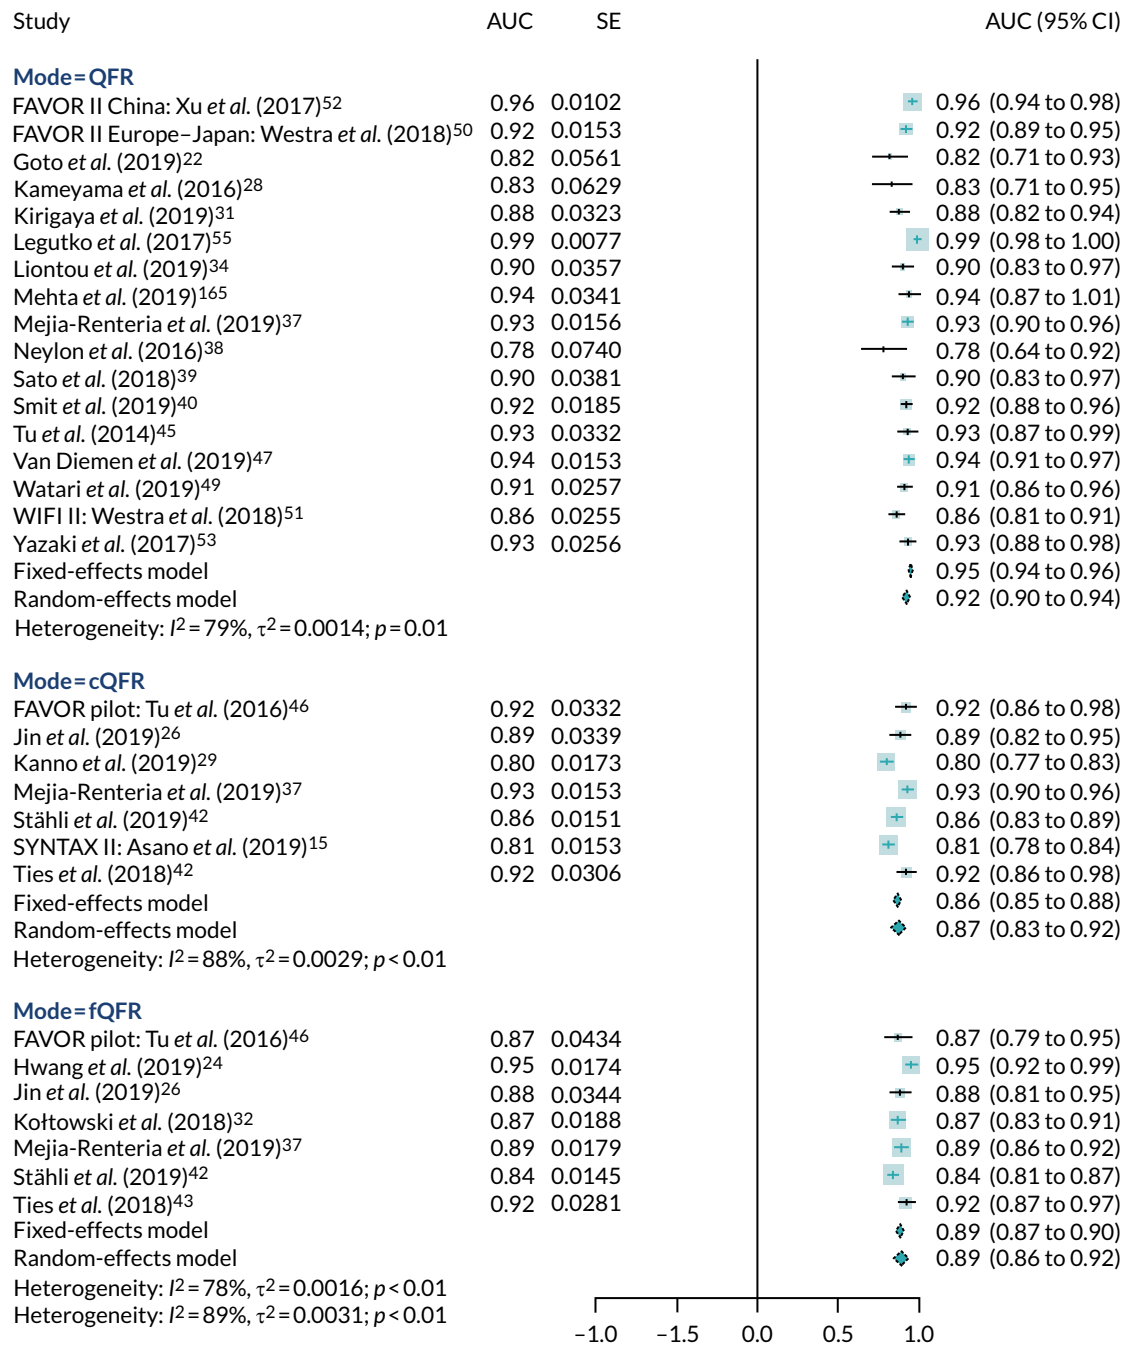 Study AUC SE AUC (95% CI)
Mode=QFR
FAVOR II China: Xu et al. (2017)52 0.96 0.0102 0.96 (0.94 to 0.98)
FAVOR II Europe–Japan: Westra et al. (2018)50 0.92 0.0153 0.92 (0.89 to 0.95)
Goto et al. (2019)22 0.82 0.0561 0.82 (0.71 to 0.93)
Kameyama et al. (2016)28 0.83 0.0629 0.83 (0.71 to 0.95)
Kirigaya et al. (2019)31 0.88 0.0323 0.88 (0.82 to 0.94)
Legutko et al. (2017)55 0.99 0.0077 0.99 (0.98 to 1.00)
Liontou et al. (2019)34 0.90 0.0357 0.90 (0.83 to 0.97)
Mehta et al. (2019)165 0.94 0.0341 0.94 (0.87 to 1.01)
Mejia-Renteria et al. (2019)37 0.93 0.0156 0.93 (0.90 to 0.96)
Neylon et al. (2016)38 0.78 0.0740 0.78 (0.64 to 0.92)
Sato et al. (2018)39 0.90 0.0381 0.90 (0.83 to 0.97)
Smit et al. (2019)40 0.92 0.0185 0.92 (0.88 to 0.96)
Tu et al. (2014)45 0.93 0.0332 0.93 (0.87 to 0.99)
Van Diemen et al. (2019)47 0.94 0.0153 0.94 (0.91 to 0.97)
Watari et al. (2019)49 0.91 0.0257 0.91 (0.86 to 0.96)
WIFI II: Westra et al. (2018)51 0.86 0.0255 0.86 (0.81 to 0.91)
Yazaki et al. (2017)53 0.93 0.0256 0.93 (0.88 to 0.98)
Fixed-effects model 0.95 (0.94 to 0.96)
Random-effects model 0.92 (0.90 to 0.94)
Heterogeneity: I2=79%, τ2=0.0014; p=0.01
Mode=cQFR
FAVOR pilot: Tu et al. (2016)46 0.92 0.0332 0.92 (0.86 to 0.98)
Jin et al. (2019)26 0.89 0.0339 0.89 (0.82 to 0.95)
Kanno et al. (2019)29 0.80 0.0173 0.80 (0.77 to 0.83)
Mejia-Renteria et al. (2019)37 0.93 0.0153 0.93 (0.90 to 0.96)
Stähli et al. (2019)42 0.86 0.0151 0.86 (0.83 to 0.89)
SYNTAX II: Asano et al. (2019)15 0.81 0.0153 0.81 (0.78 to 0.84)
Ties et al. (2018)42 0.92 0.0306 0.92 (0.86 to 0.98)
Fixed-effects model 0.86 (0.85 to 0.88)
Random-effects model 0.87 (0.83 to 0.92)
Heterogeneity: I2=88%, τ2=0.0029; p<0.01
Mode=fQFR
FAVOR pilot: Tu et al. (2016)46 0.87 0.0434 0.87 (0.79 to 0.95)
Hwang et al. (2019)24 0.95 0.0174 0.95 (0.92 to 0.99)
Jin et al. (2019)26 0.88 0.0344 0.88 (0.81 to 0.95)
Kołtowski et al. (2018)32 0.87 0.0188 0.87 (0.83 to 0.91)
Mejia-Renteria et al. (2019)37 0.89 0.0179 0.89 (0.86 to 0.92)
Stähli et al. (2019)42 0.84 0.0145 0.84 (0.81 to 0.87)
Ties et al. (2018)43 0.92 0.0281 0.92 (0.87 to 0.97)
Fixed-effects model 0.89 (0.87 to 0.90)
Random-effects model 0.89 (0.86 to 0.92)
Heterogeneity: I2=78%, τ2=0.0016; p<0.01
Heterogeneity: I2=89%, τ2=0.0031; p<0.01
−1.0 −1.5 0.0 0.5 1.0